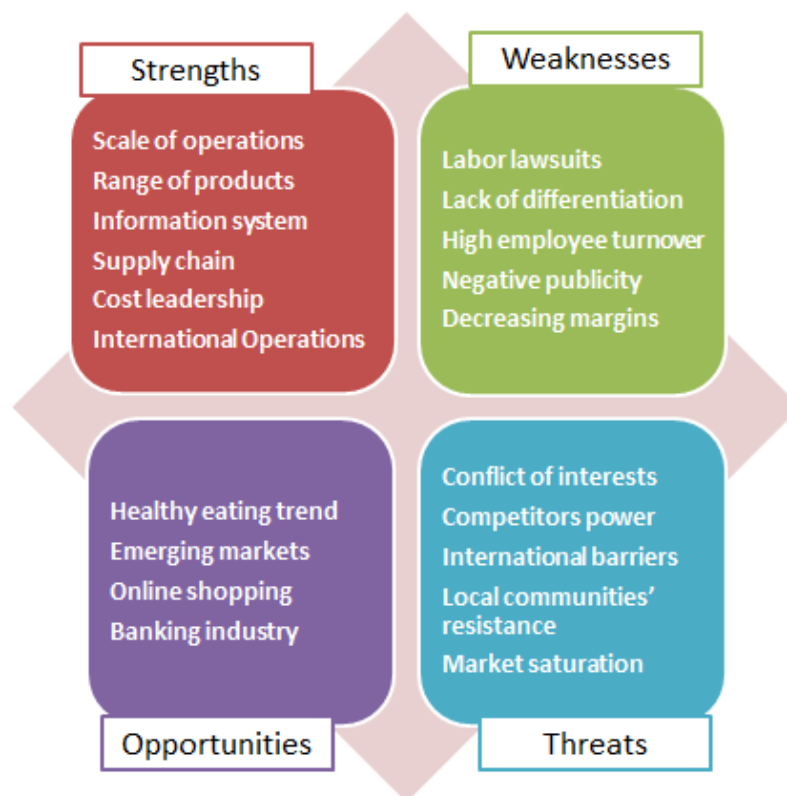 Strengths
Scale of operations
Range of products
Information system
Supply chain
Cost leadership
International Operations
Weaknesses
Labor lawsuits
Lack of differentiation
High employee turnover
Negative publicity
Decreasing margins
Healthy eating trend
Emerging markets
Online shopping
Banking industry
Opportunities
Conflict of interests
Competitors power
International barriers
Local communities’
resistance
Market saturation
Threats